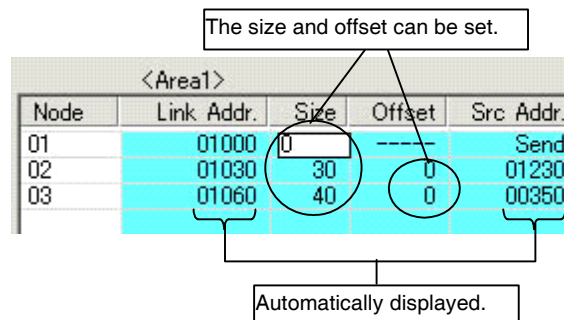 The size and offset can be set.
<Area1>
Node Link Addr. Size Offset Src Addr.
01 01000 0 ----- Send
02 01030 30 0 01230
03 01060 40 0 00350
Automatically displayed.